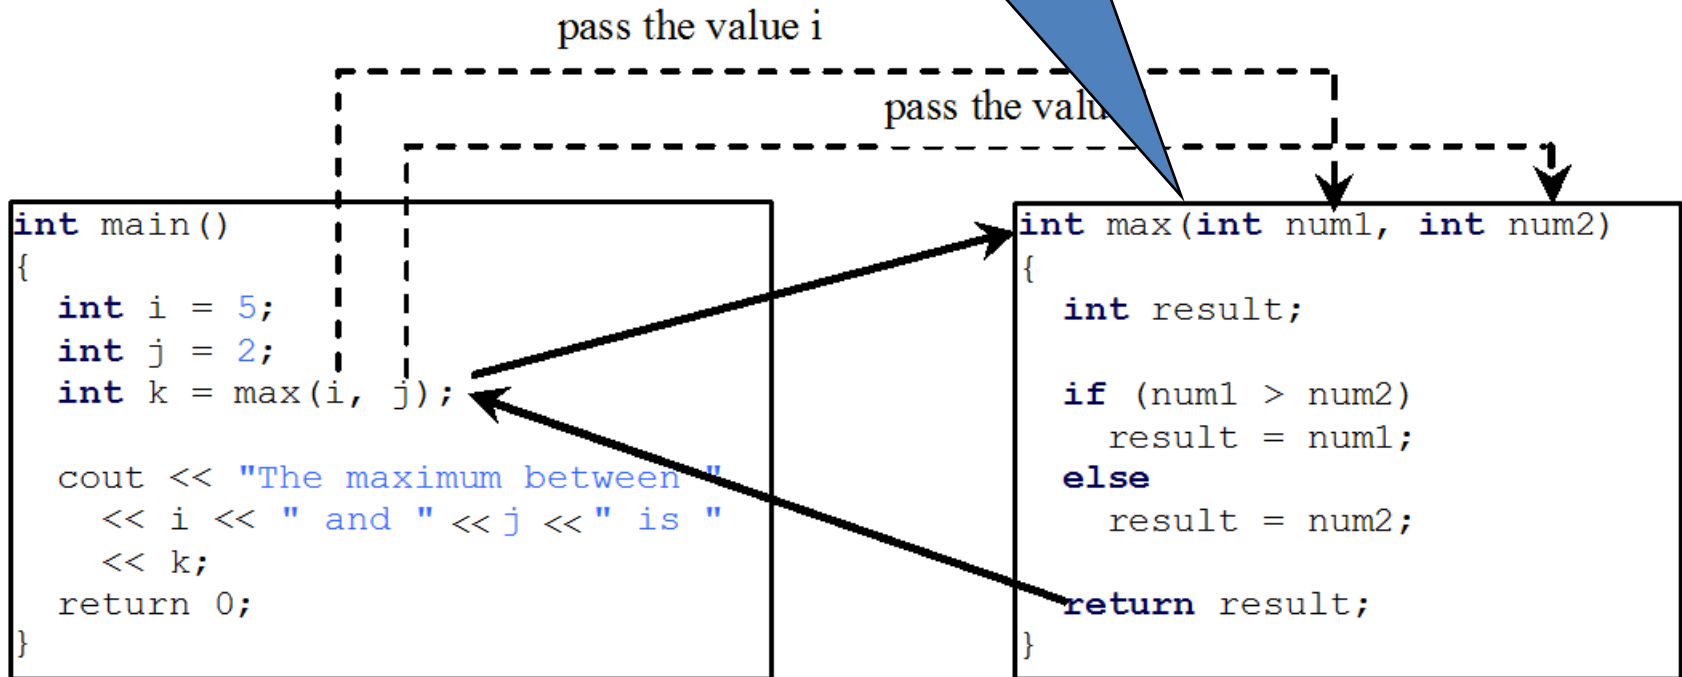 pass the value i
pass the
int main()
{
int i = 5;
int j = 2;
int k = max(i, j);
cout << "The maximum between "
<< i << " and " << j << " is "
<< k;
return 0;
}
int max(int num1, int num2)
{
int result;
if (num1 > num2)
result = num1;
else
result = num2;
return result;
}